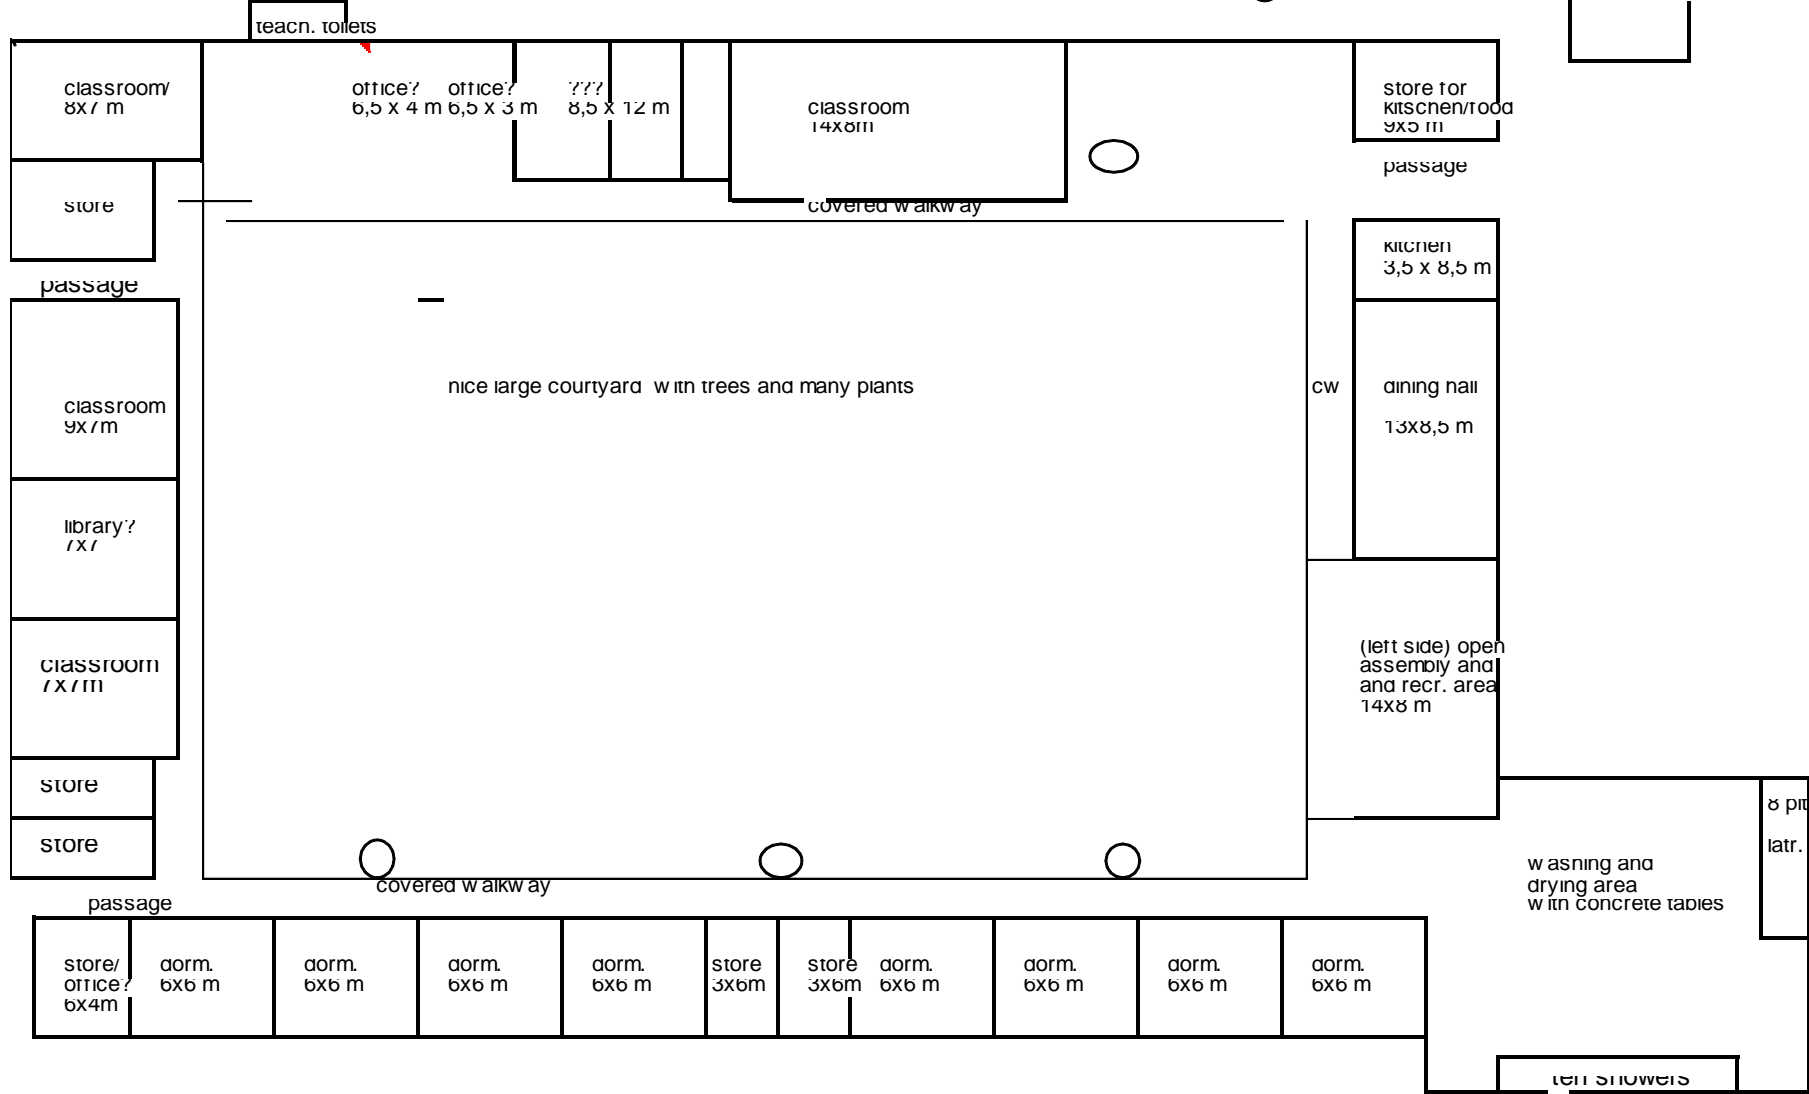 teach. toilets
classroom/
8x7 m
office?
6,5 x 4 m
office?
6,5 x 3 m
???
8,5 x 12 m
classroom
14x8m
store for
kitschen/food
9x5 m
passage
store
covered walkway
kitchen
3,5 x 8,5 m
passage
nice large courtyard with trees and many plants
cw
dining hall
13x8,5 m
classroom
9x7m
library?
7x7
classroom
7x7m
(left side) open
assembly and
and recr. area
14x8 m
store
store
8 pit
latr.
washing and
drying area
with concrete tables
covered walkway
passage
store/
office?
6x4m
dorm.
6x6 m
dorm.
6x6 m
dorm.
6x6 m
dorm.
6x6 m
store
3x6m
store
3x6m
dorm.
6x6 m
dorm.
6x6 m
dorm.
6x6 m
dorm.
6x6 m
ten showers